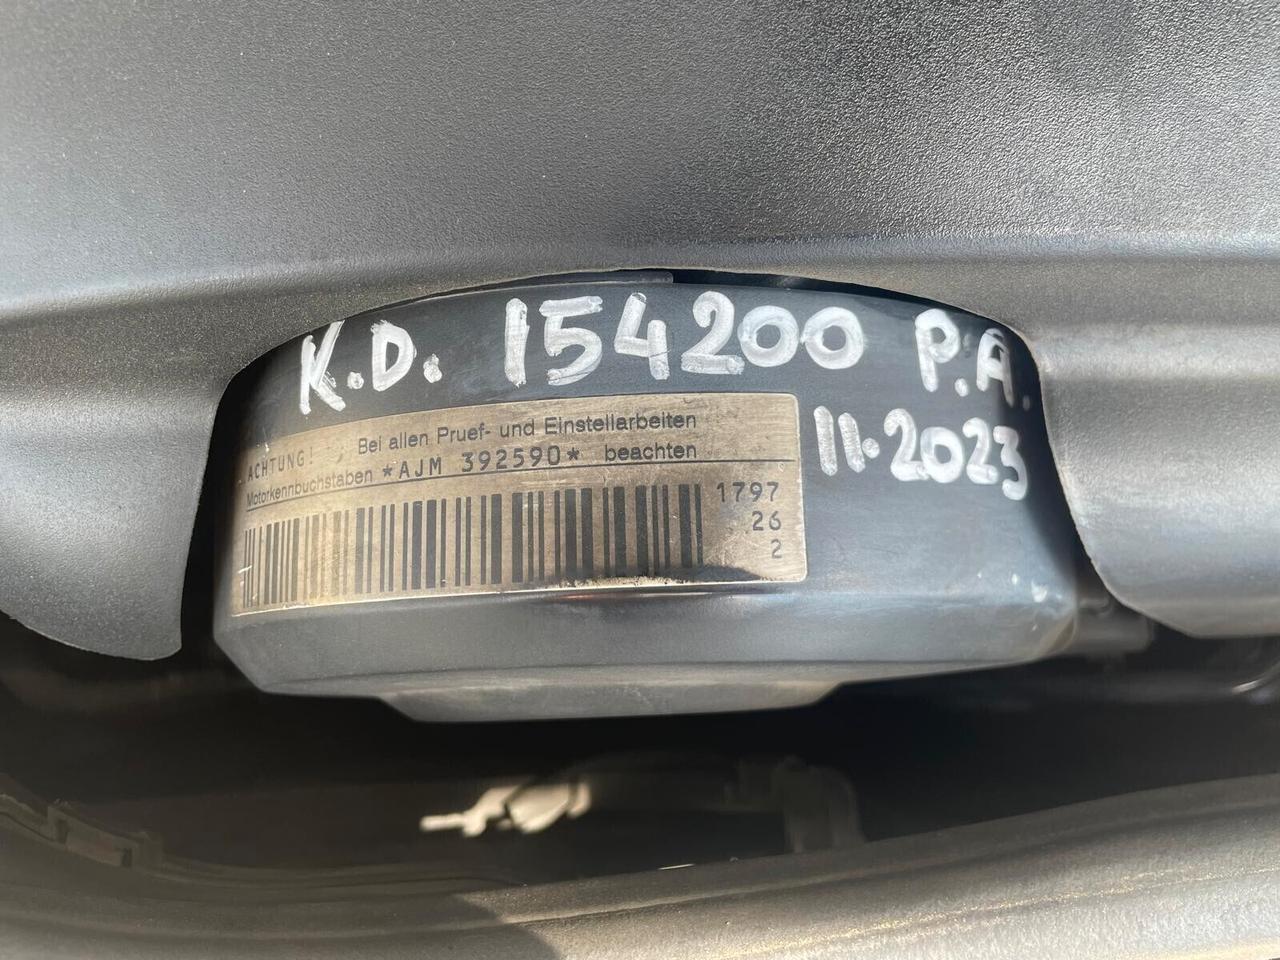 K.D. 154200 P.A.
11.2023
ACHTUNG! Bei allen Pruef- und Einstellarbeiten
Motorkennbuchstaben *AJM 392590* beachten
1797
26
2